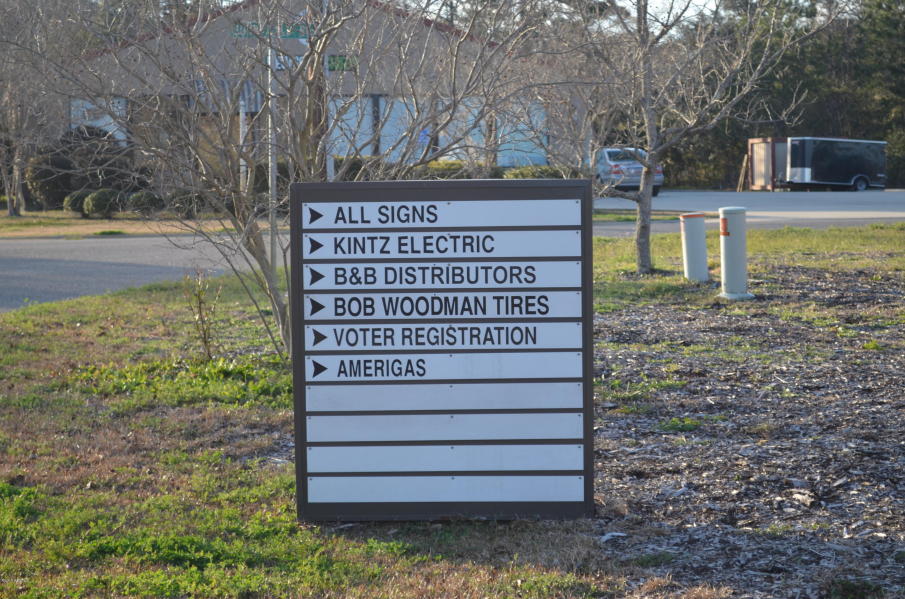 ALL SIGNS
KINTZ ELECTRIC
B&B DISTRIBUTORS
BOB WOODMAN TIRES
VOTER REGISTRATION
AMERIGAS